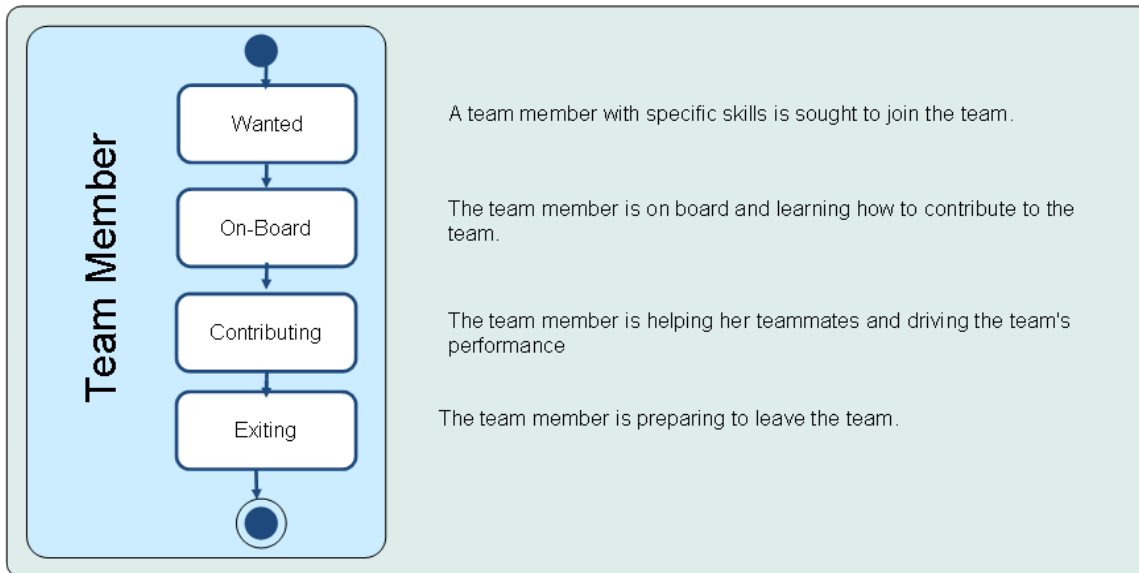 Team Member
Wanted
A team member with specific skills is sought to join the team.
On-Board
The team member is on board and learning how to contribute to the
team.
Contributing
The team member is helping her teammates and driving the team's
performance
Exiting
The team member is preparing to leave the team.